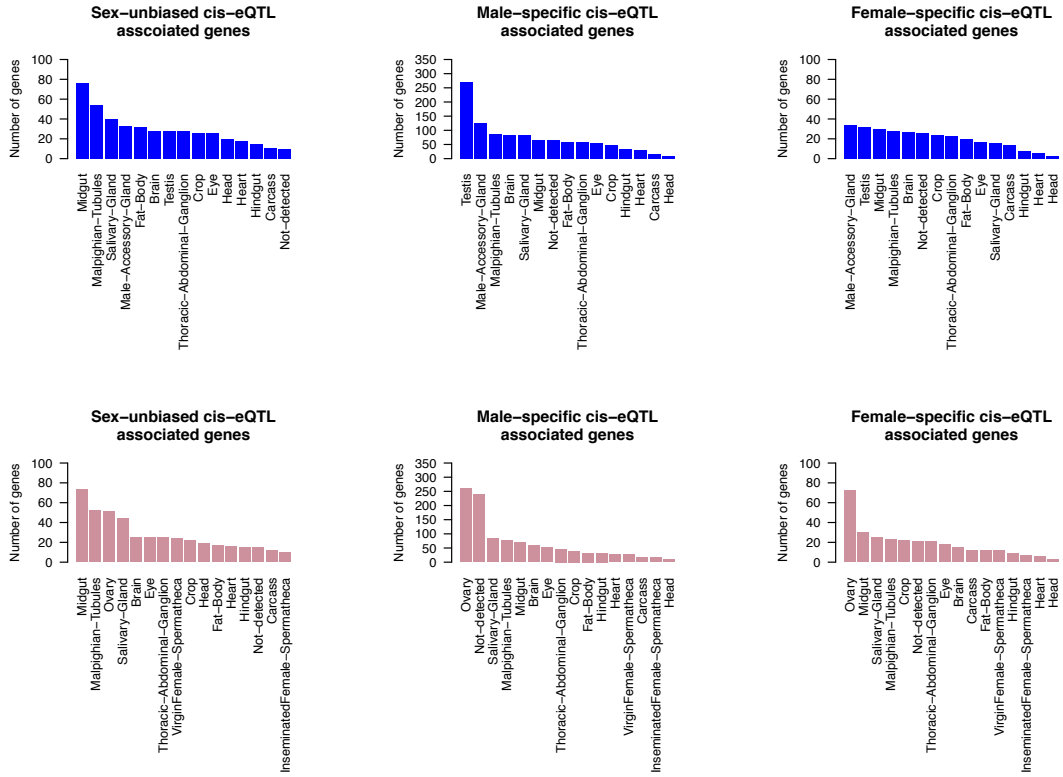 Sex−unbiased cis−eQTL
asscoiated genes
Number of genes
100
80
60
40
20
0
Midgut
Malpighian−Tubules
Salivary−Gland
Male−Accessory−Gland
Fat−Body
Brain
Testis
Thoracic−Abdominal−Ganglion
Crop
Eye
Head
Heart
Hindgut
Carcass
Not−detected
Male−specific cis−eQTL
associated genes
Number of genes
350
300
250
200
150
100
50
0
Testis
Male−Accessory−Gland
Malpighian−Tubules
Brain
Salivary−Gland
Midgut
Not−detected
Fat−Body
Thoracic−Abdominal−Ganglion
Eye
Crop
Hindgut
Heart
Carcass
Head
Female−specific cis−eQTL
associated genes
Number of genes
100
80
60
40
20
0
Male−Accessory−Gland
Testis
Midgut
Malpighian−Tubules
Brain
Not−detected
Crop
Thoracic−Abdominal−Ganglion
Fat−Body
Eye
Salivary−Gland
Carcass
Hindgut
Heart
Head
Sex−unbiased cis−eQTL
associated genes
Number of genes
100
80
60
40
20
0
Midgut
Malpighian−Tubules
Ovary
Salivary−Gland
Brain
Eye
Thoracic−Abdominal−Ganglion
VirginFemale−Spermatheca
Crop
Head
Fat−Body
Heart
Hindgut
Not−detected
Carcass
InseminatedFemale−Spermatheca
Male−specific cis−eQTL
associated genes
Number of genes
350
300
250
200
150
100
50
0
Ovary
Not−detected
Salivary−Gland
Malpighian−Tubules
Midgut
Brain
Eye
Thoracic−Abdominal−Ganglion
Crop
Fat−Body
Hindgut
Heart
VirginFemale−Spermatheca
Carcass
InseminatedFemale−Spermatheca
Head
Female−specific cis−eQTL
associated genes
Number of genes
100
80
60
40
20
0
Ovary
Midgut
Salivary−Gland
Malpighian−Tubules
Crop
Not−detected
Thoracic−Abdominal−Ganglion
Eye
Brain
Carcass
Fat−Body
VirginFemale−Spermatheca
Hindgut
InseminatedFemale−Spermatheca
Heart
Head